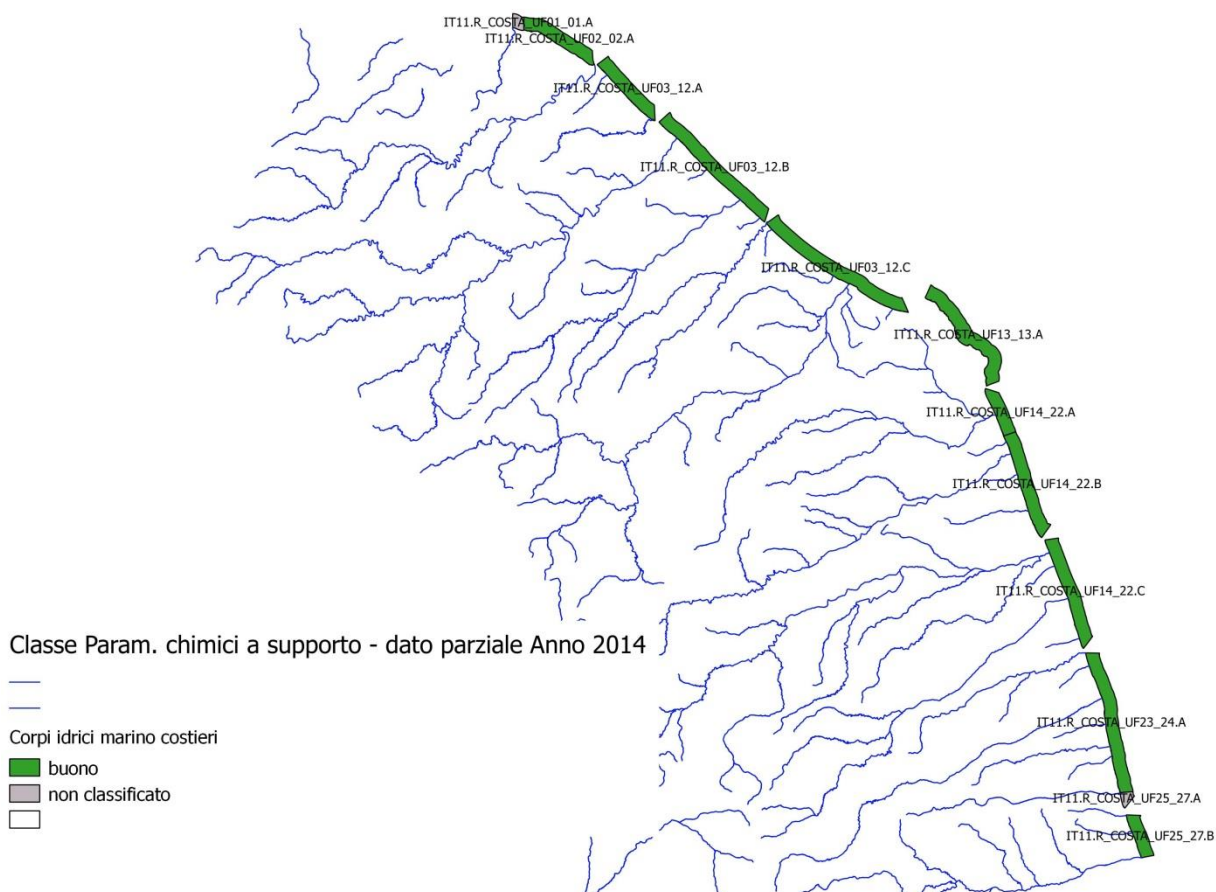 IT11.R_COSTA_UF01_01.A
IT11.R_COSTA_UF02_02.A
IT11.R_COSTA_UF03_12.A
IT11.R_COSTA_UF03_12.B
IT11.R_COSTA_UF03_12.C
IT11.R_COSTA_UF13_13.A
IT11.R_COSTA_UF14_22.A
IT11.R_COSTA_UF14_22.B
IT11.R_COSTA_UF14_22.C
Classe Param. chimici a supporto - dato parziale Anno 2014
IT11.R_COSTA_UF23_24.A
Corpi idrici marino costieri
buono
non classificato
IT11.R_COSTA_UF25_27.A
IT11.R_COSTA_UF25_27.B